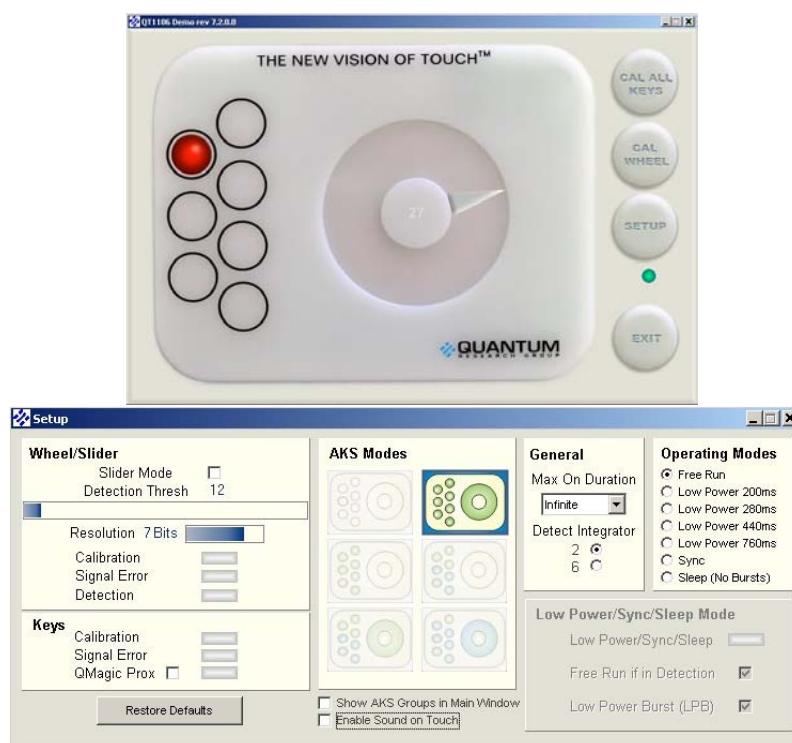 QT1106 Demo rev 7.2.0.0
THE NEW VISION OF TOUCH™
CAL ALL
KEYS
CAL
WHEEL
27
SETUP
EXIT
QUANTUM
RESEARCH GROUP
Setup
Wheel/Slider
Slider Mode
Detection Thresh 12
Resolution 7 Bits
Calibration
Signal Error
Detection
Keys
Calibration
Signal Error
QMagic Prox
Restore Defaults
AKS Modes
Show AKS Groups in Main Window
Enable Sound on Touch
General
Max On Duration
Infinite
Detect Integrator
2
6
Operating Modes
Free Run
Low Power 200ms
Low Power 280ms
Low Power 440ms
Low Power 760ms
Sync
Sleep (No Bursts)
Low Power/Sync/Sleep Mode
Low Power/Sync/Sleep
Free Run if in Detection
Low Power Burst (LPB)